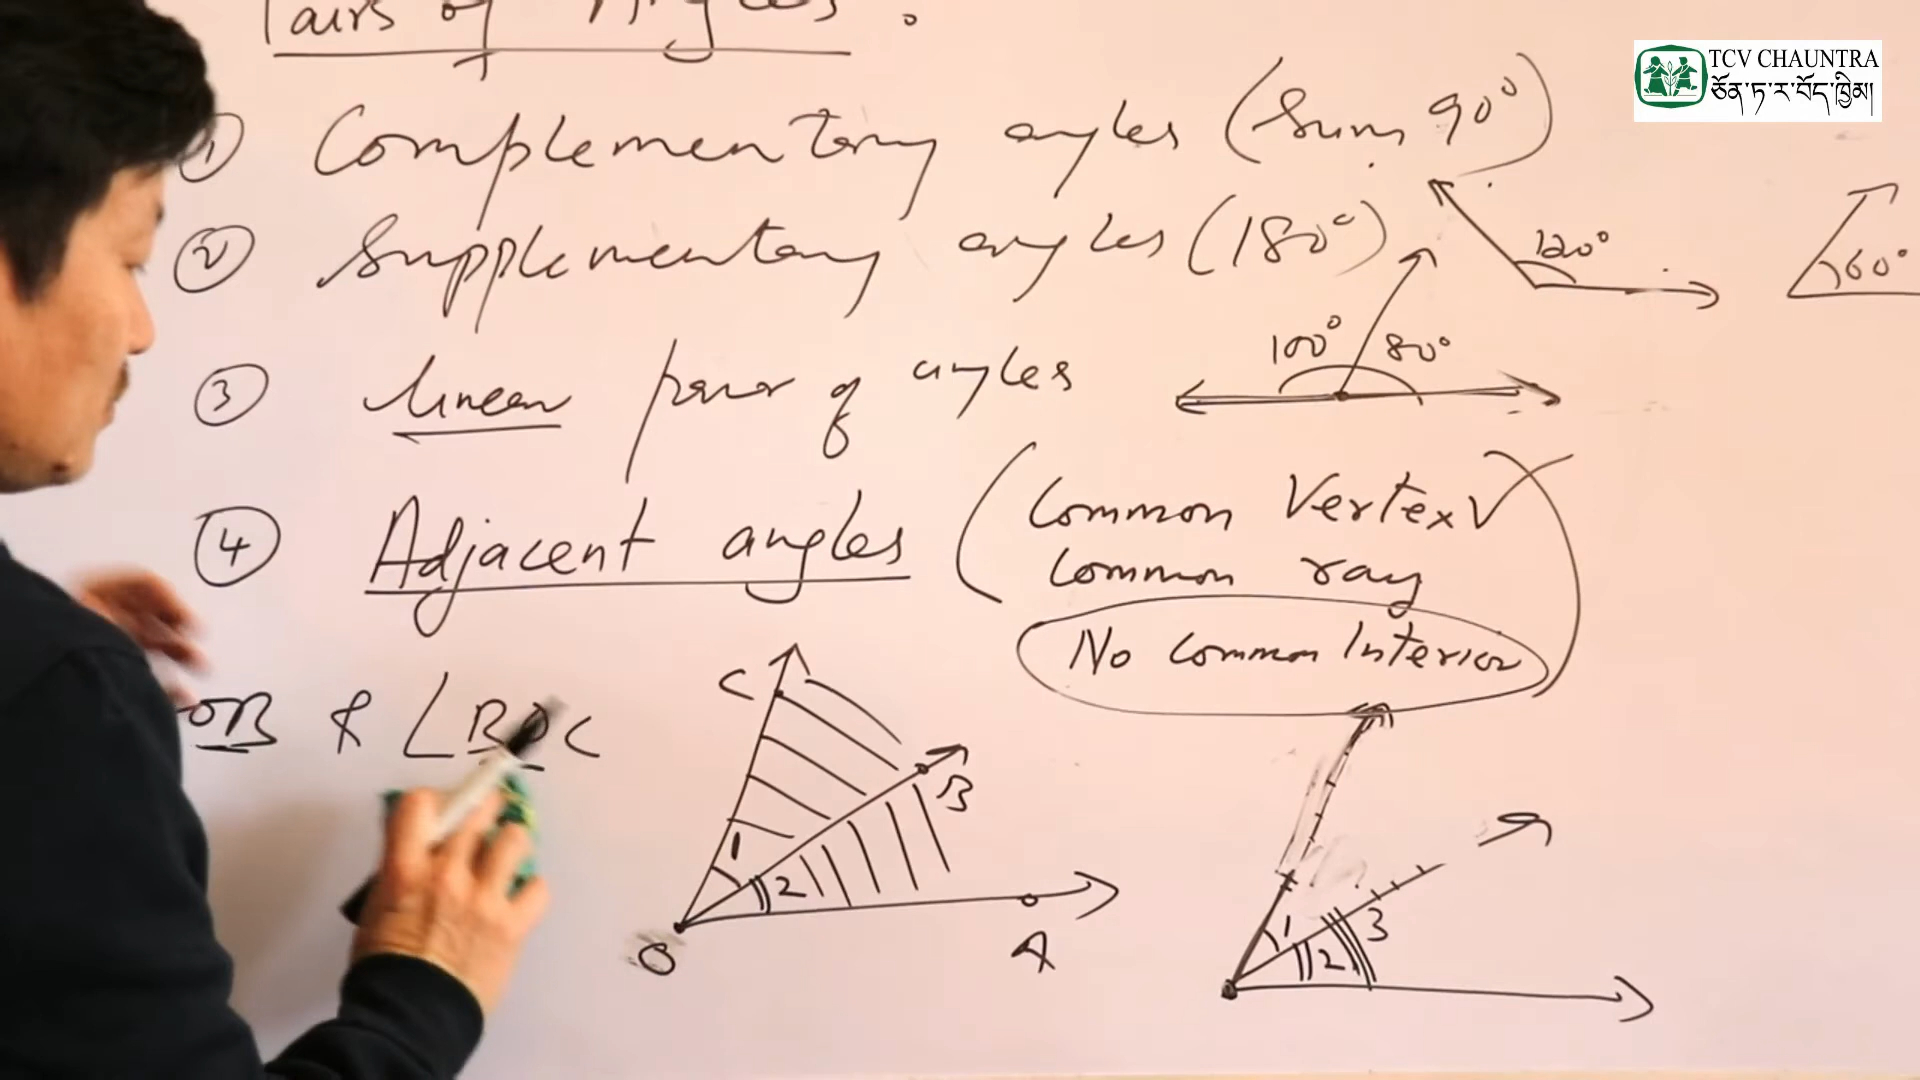 Pairs of Angles :
TCV CHAUNTRA
ཅོན་ཏ་ར་བོད་ཁྱིམ།
① Complementary angles (Sum 90°)
② Supplementary angles (180°)
120°
60°
③ linear pair of angles
100° 80°
④ Adjacent angles (Common Vertex
Common ray
No Common Interior)
OB & ∠BOC
C
B
1
2
O
A
1
2
3